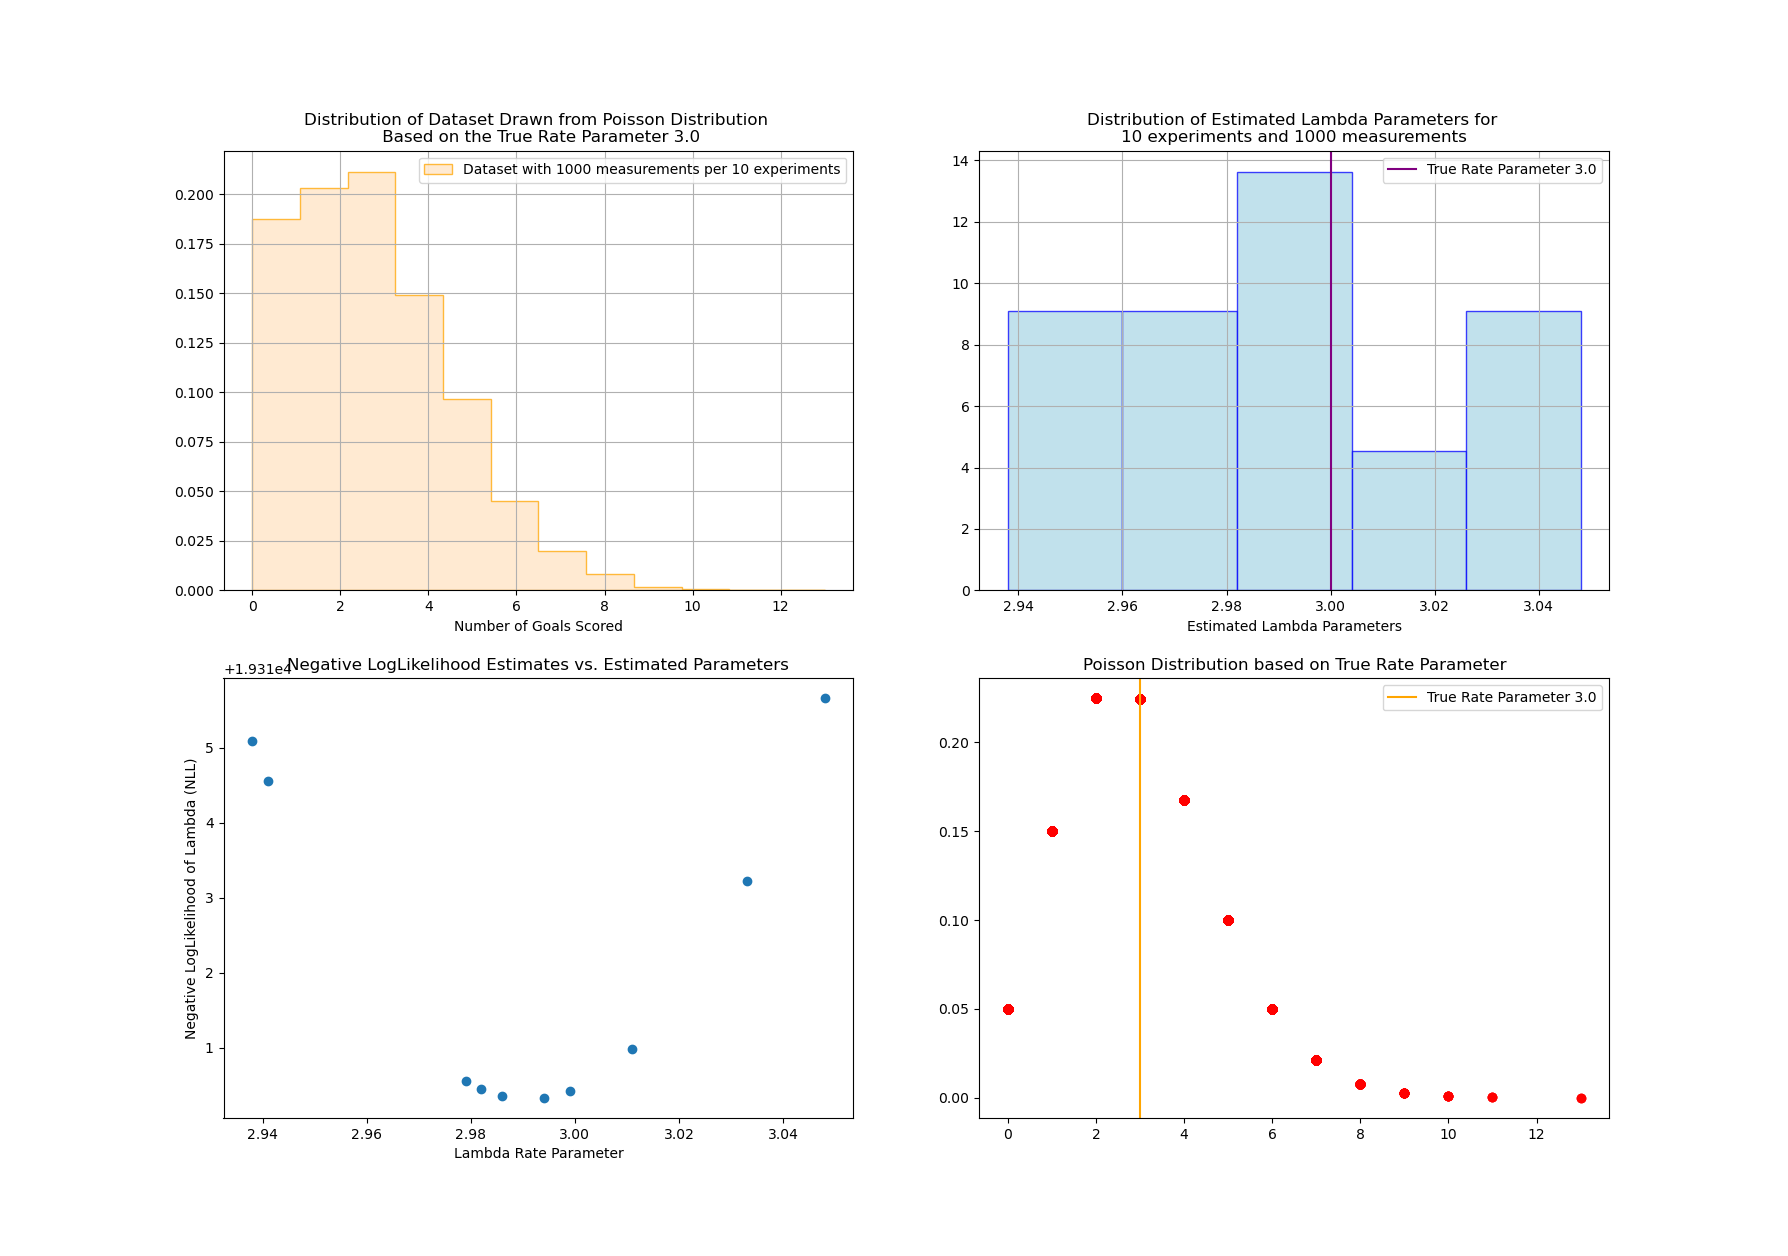 Distribution of Dataset Drawn from Poisson Distribution
Based on the True Rate Parameter 3.0
Dataset with 1000 measurements per 10 experiments
0.200
0.175
0.150
0.125
0.100
0.075
0.050
0.025
0.000
0 2 4 6 8 10 12
Number of Goals Scored
Distribution of Estimated Lambda Parameters for
10 experiments and 1000 measurements
True Rate Parameter 3.0
14
12
10
8
6
4
2
0
2.94 2.96 2.98 3.00 3.02 3.04
Estimated Lambda Parameters
Negative LogLikelihood Estimates vs. Estimated Parameters
+1.931e4
Negative LogLikelihood of Lambda (NLL)
5
4
3
2
1
2.94 2.96 2.98 3.00 3.02 3.04
Lambda Rate Parameter
Poisson Distribution based on True Rate Parameter
True Rate Parameter 3.0
0.20
0.15
0.10
0.05
0.00
0 2 4 6 8 10 12